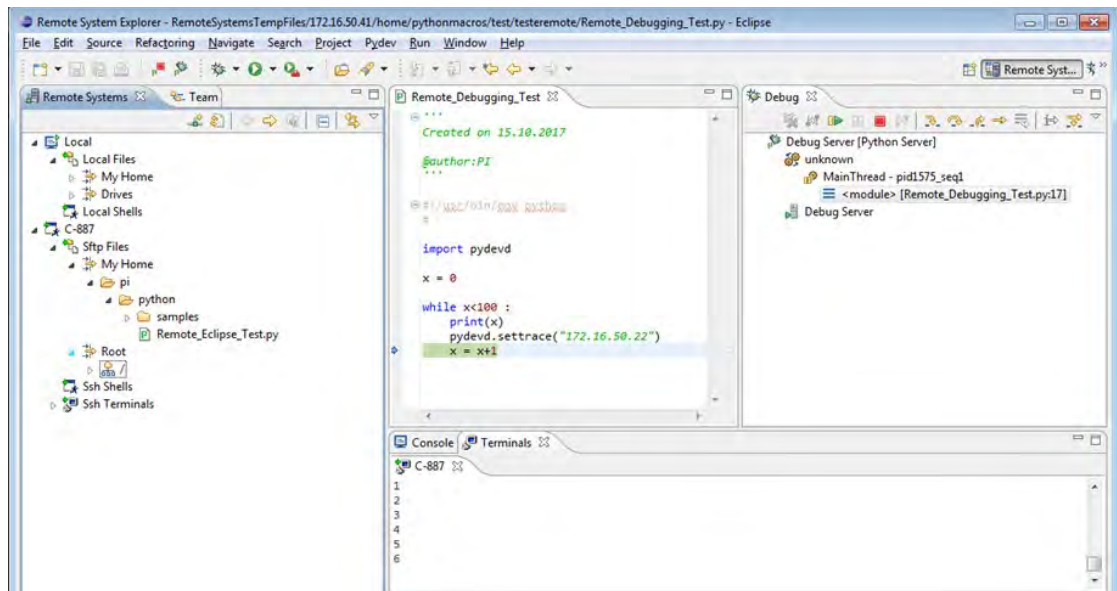 Remote System Explorer - RemoteSystemsTempFiles/172.16.50.41/home/pythonmacros/test/testeremote/Remote_Debugging_Test.py - Eclipse
File Edit Source Refactoring Navigate Search Project Pydev Run Window Help
Remote Syst...
Remote Systems
Team
Local
Local Files
My Home
Drives
Local Shells
C-887
Sftp Files
My Home
pi
python
samples
Remote_Eclipse_Test.py
Root
/
Ssh Shells
Ssh Terminals
Remote_Debugging_Test
'''
Created on 15.10.2017
@author:PI
'''
#!/usr/bin/env python
#
import pydevd
x = 0
while x<100 :
print(x)
pydevd.settrace("172.16.50.22")
x = x+1
Debug
Debug Server [Python Server]
unknown
MainThread - pid1575_seq1
<module> [Remote_Debugging_Test.py:17]
Debug Server
Console
Terminals
C-887
1
2
3
4
5
6